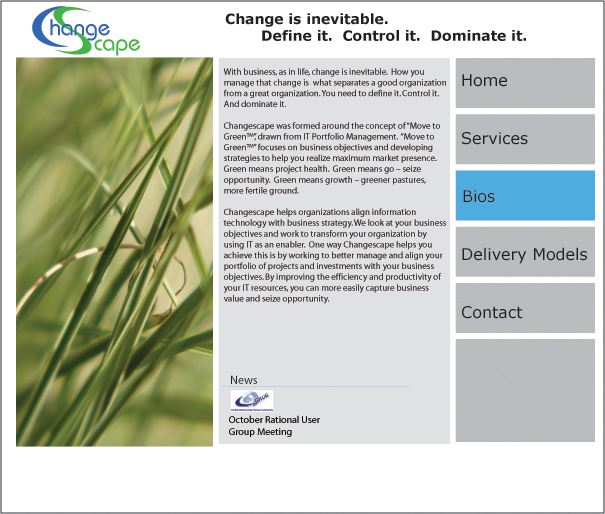 Change Scape
Change is inevitable.
Define it. Control it. Dominate it.
With business, as in life, change is inevitable. How you
manage that change is what separates a good organization
from a great organization. You need to define it. Control it.
And dominate it.
Changescape was formed around the concept of “Move to
Green™”, drawn from IT Portfolio Management. “Move to
Green™” focuses on business objectives and developing
strategies to help you realize maximum market presence.
Green means project health. Green means go – seize
opportunity. Green means growth – greener pastures,
more fertile ground.
Changescape helps organizations align information
technology with business strategy. We look at your business
objectives and work to transform your organization by
using IT as an enabler. One way Changescape helps you
achieve this is by working to better manage and align your
portfolio of projects and investments with your business
objectives. By improving the efficiency and productivity of
your IT resources, you can more easily capture business
value and seize opportunity.
News
GRUG
October Rational User
Group Meeting
Home
Services
Bios
Delivery Models
Contact